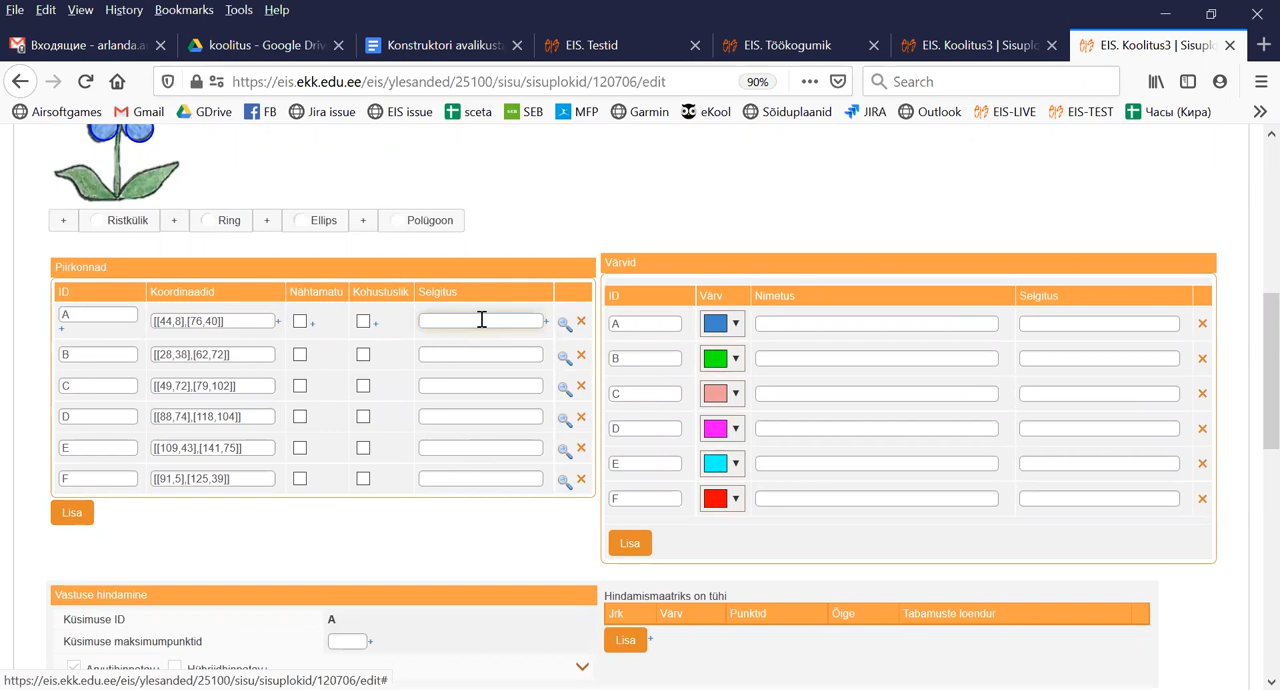 File Edit View History Bookmarks Tools Help
Входящие - arlanda.a
koolitus - Google Driv
Konstruktori avalikusta
EIS. Testid
EIS. Töökogumik
EIS. Koolitus3 | Sisuplo
EIS. Koolitus3 | Sisuplo
https://eis.ekk.edu.ee/eis/ylesanded/25100/sisu/sisuplokid/120706/edit
90%
Search
Airsoftgames Gmail GDrive FB Jira issue EIS issue sceta SEB MFP Garmin eKool Sõiduplaanid JIRA Outlook EIS-LIVE EIS-TEST Часы (Кира)
+ Ristkülik + Ring + Ellips + Polügoon
Piirkonnad
ID Koordinaadid Nähtamatu Kohustuslik Selgitus
A [[44,8],[76,40]]
B [[28,38],[62,72]]
C [[49,72],[79,102]]
D [[88,74],[118,104]]
E [[109,43],[141,75]]
F [[91,5],[125,39]]
Lisa
Värvid
ID Värv Nimetus Selgitus
A
B
C
D
E
F
Lisa
Vastuse hindamine
Küsimuse ID A
Küsimuse maksimumpunktid +
Arvutihinnatav+ Hübriidhinnatav+
Hindamismaatriks on tühi
Jrk Värv Punktid Õige Tabamuste loendur
Lisa +
https://eis.ekk.edu.ee/eis/ylesanded/25100/sisu/sisuplokid/120706/edit#